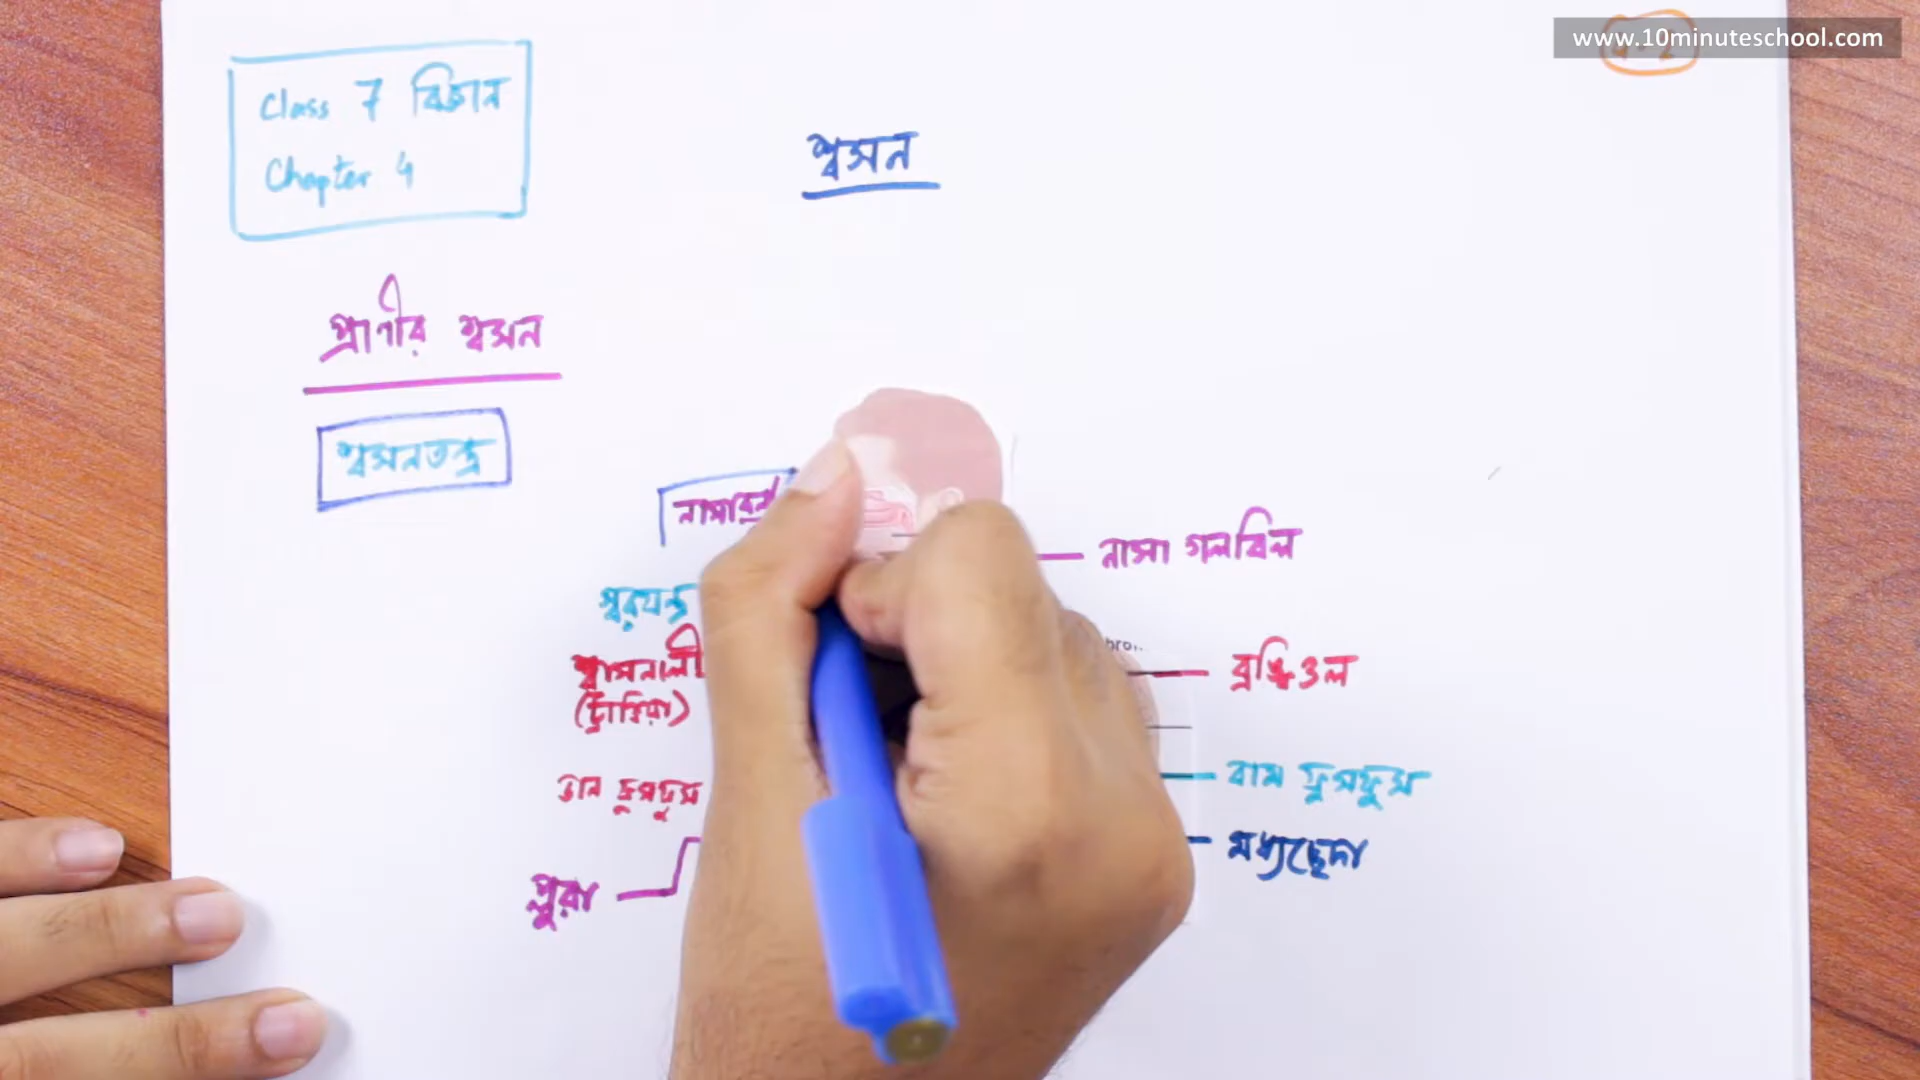 www.10minuteschool.com
Class 7 বিজ্ঞান
Chapter 4
শ্বসন
প্রাণীর শ্বসন
শ্বসনতন্ত্র
নাসা গলবিল
স্বরযন্ত্র
শ্বাসনালী
(ট্রাকিয়া)
ব্রঙ্কিওল
ডান ফুসফুস
বাম ফুসফুস
মধ্যচ্ছেদা
প্লুরা